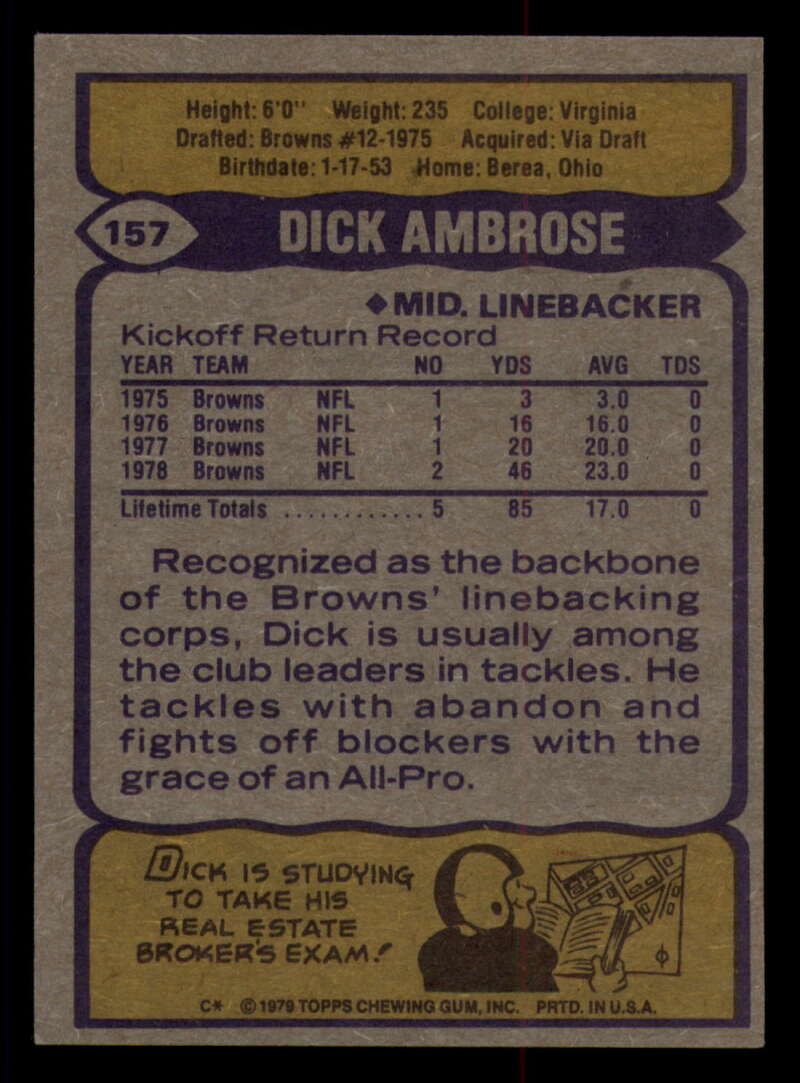 Height: 6'0" Weight: 235 College: Virginia
Drafted: Browns #12-1975 Acquired: Via Draft
Birthdate: 1-17-53 Home: Berea, Ohio
157 DICK AMBROSE
◆MID. LINEBACKER
Kickoff Return Record
YEAR TEAM NO YDS AVG TDS
1975 Browns NFL 1 3 3.0 0
1976 Browns NFL 1 16 16.0 0
1977 Browns NFL 1 20 20.0 0
1978 Browns NFL 2 46 23.0 0
Lifetime Totals ............ 5 85 17.0 0
Recognized as the backbone
of the Browns' linebacking
corps, Dick is usually among
the club leaders in tackles. He
tackles with abandon and
fights off blockers with the
grace of an All-Pro.
DICK IS STUDYING
TO TAKE HIS
REAL ESTATE
BROKER'S EXAM!
C* © 1979 TOPPS CHEWING GUM, INC. PRTD. IN U.S.A.